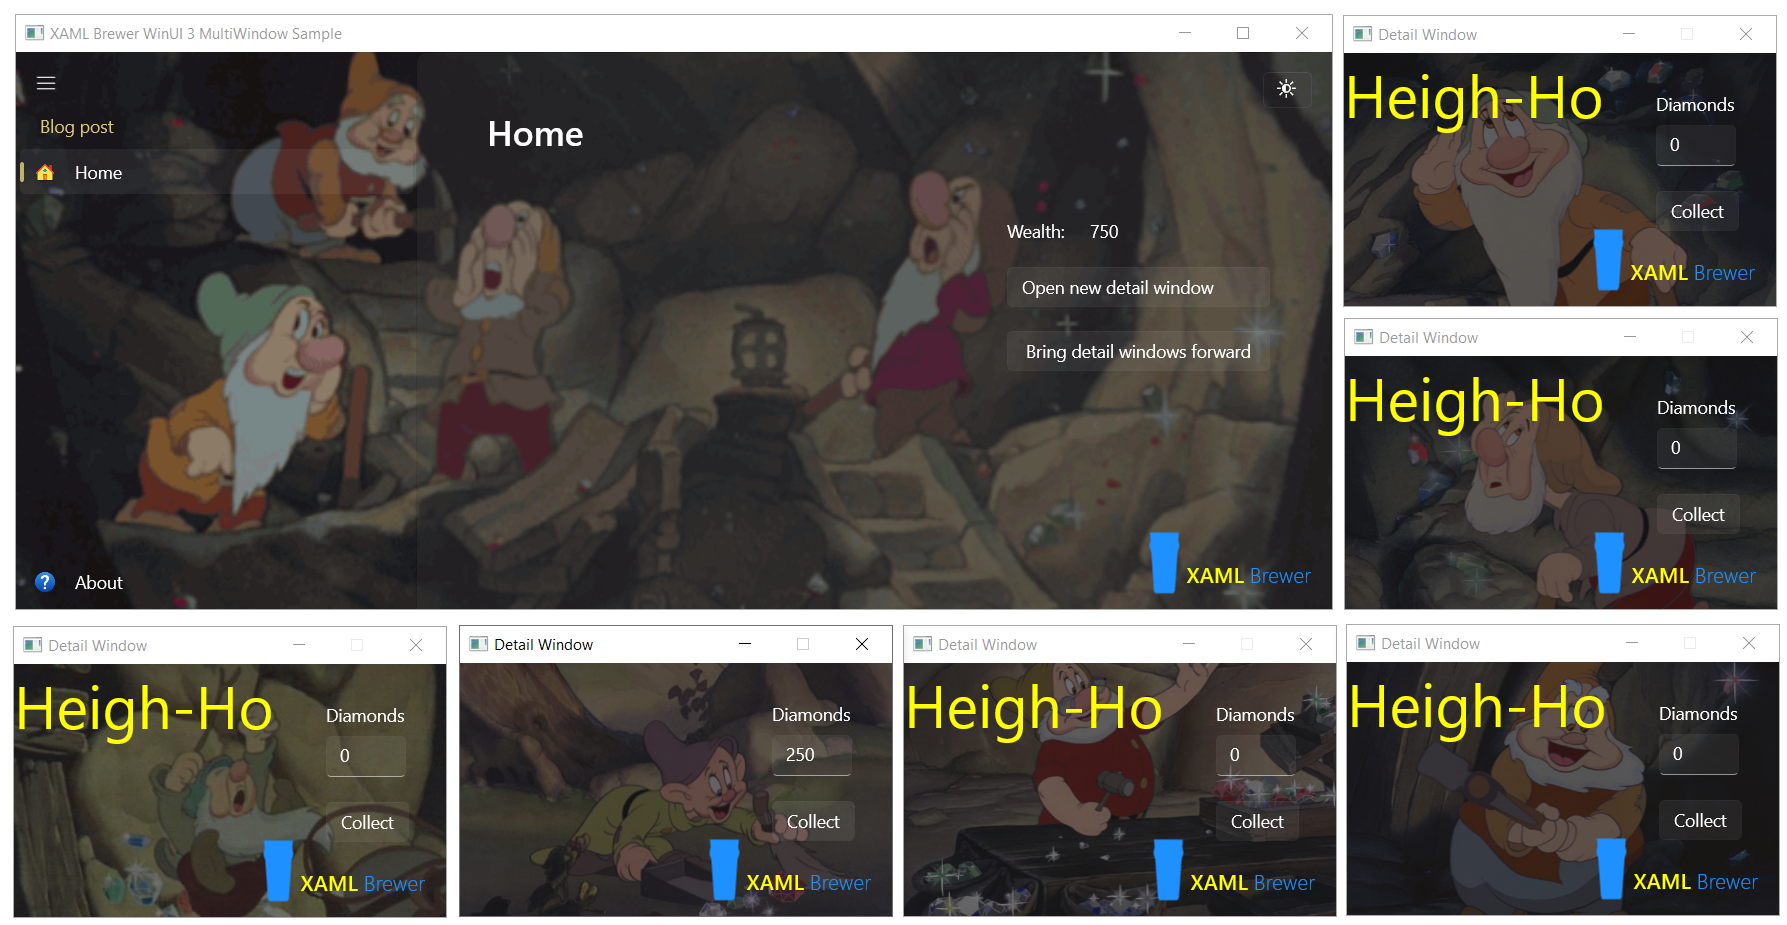 XAML Brewer WinUI 3 MultiWindow Sample
Blog post
Home
About
Home
Wealth: 750
Open new detail window
Bring detail windows forward
XAML Brewer
Detail Window
Heigh-Ho
Diamonds
0
Collect
XAML Brewer
Detail Window
Heigh-Ho
Diamonds
0
Collect
XAML Brewer
Detail Window
Heigh-Ho
Diamonds
0
Collect
XAML Brewer
Detail Window
Diamonds
250
Collect
XAML Brewer
Detail Window
Heigh-Ho
Diamonds
0
Collect
XAML Brewer
Detail Window
Heigh-Ho
Diamonds
0
Collect
XAML Brewer